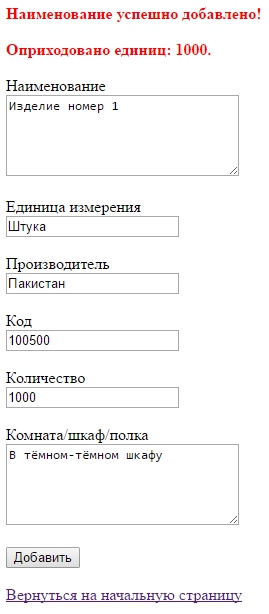 Наименование успешно добавлено!
Оприходовано единиц: 1000.
Наименование
Изделие номер 1
Единица измерения
Штука
Производитель
Пакистан
Код
100500
Количество
1000
Комната/шкаф/полка
В тёмном-тёмном шкафу
Добавить
Вернуться на начальную страницу